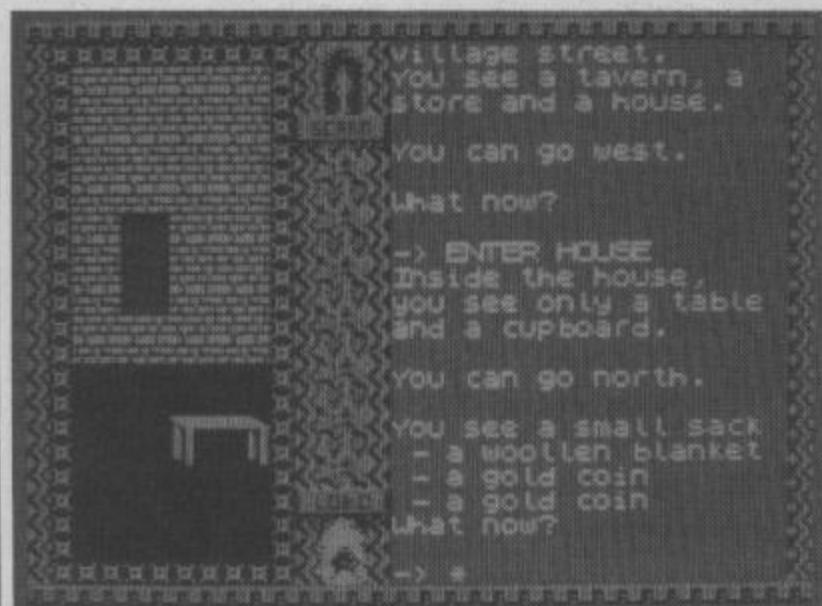 village street.
You see a tavern, a
store and a house.
You can go west.
What now?
-> ENTER HOUSE
Inside the house,
you see only a table
and a cupboard.
You can go north.
You see a small sack
- a woollen blanket
- a gold coin
- a gold coin
What now?
-> *